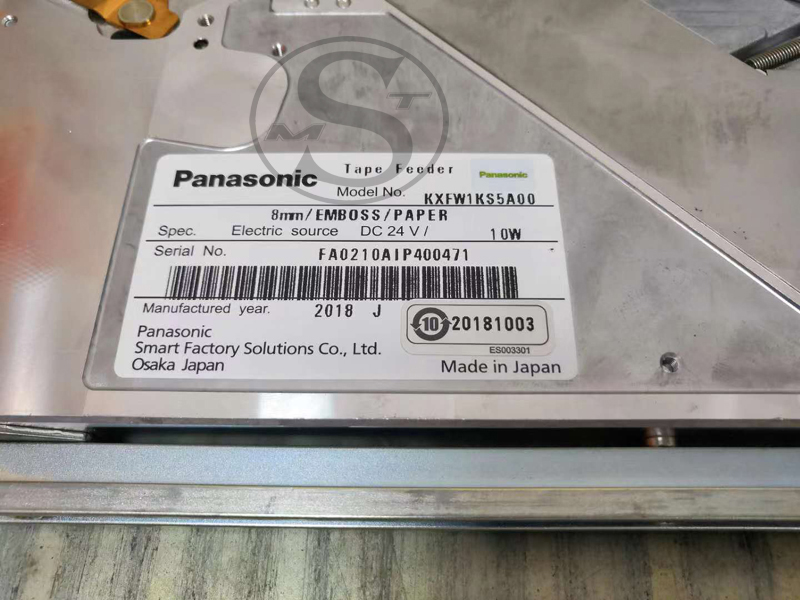 MST
Tape Feeder
Panasonic
Panasonic
Model No. KXFW1KS5A00
8mm/EMBOSS/PAPER
Spec. Electric source DC 24 V / 10W
Serial No. FA0210AIP400471
Manufactured year. 2018 J
10 20181003
Panasonic
Smart Factory Solutions Co., Ltd.
ES003301
Osaka Japan
Made in Japan